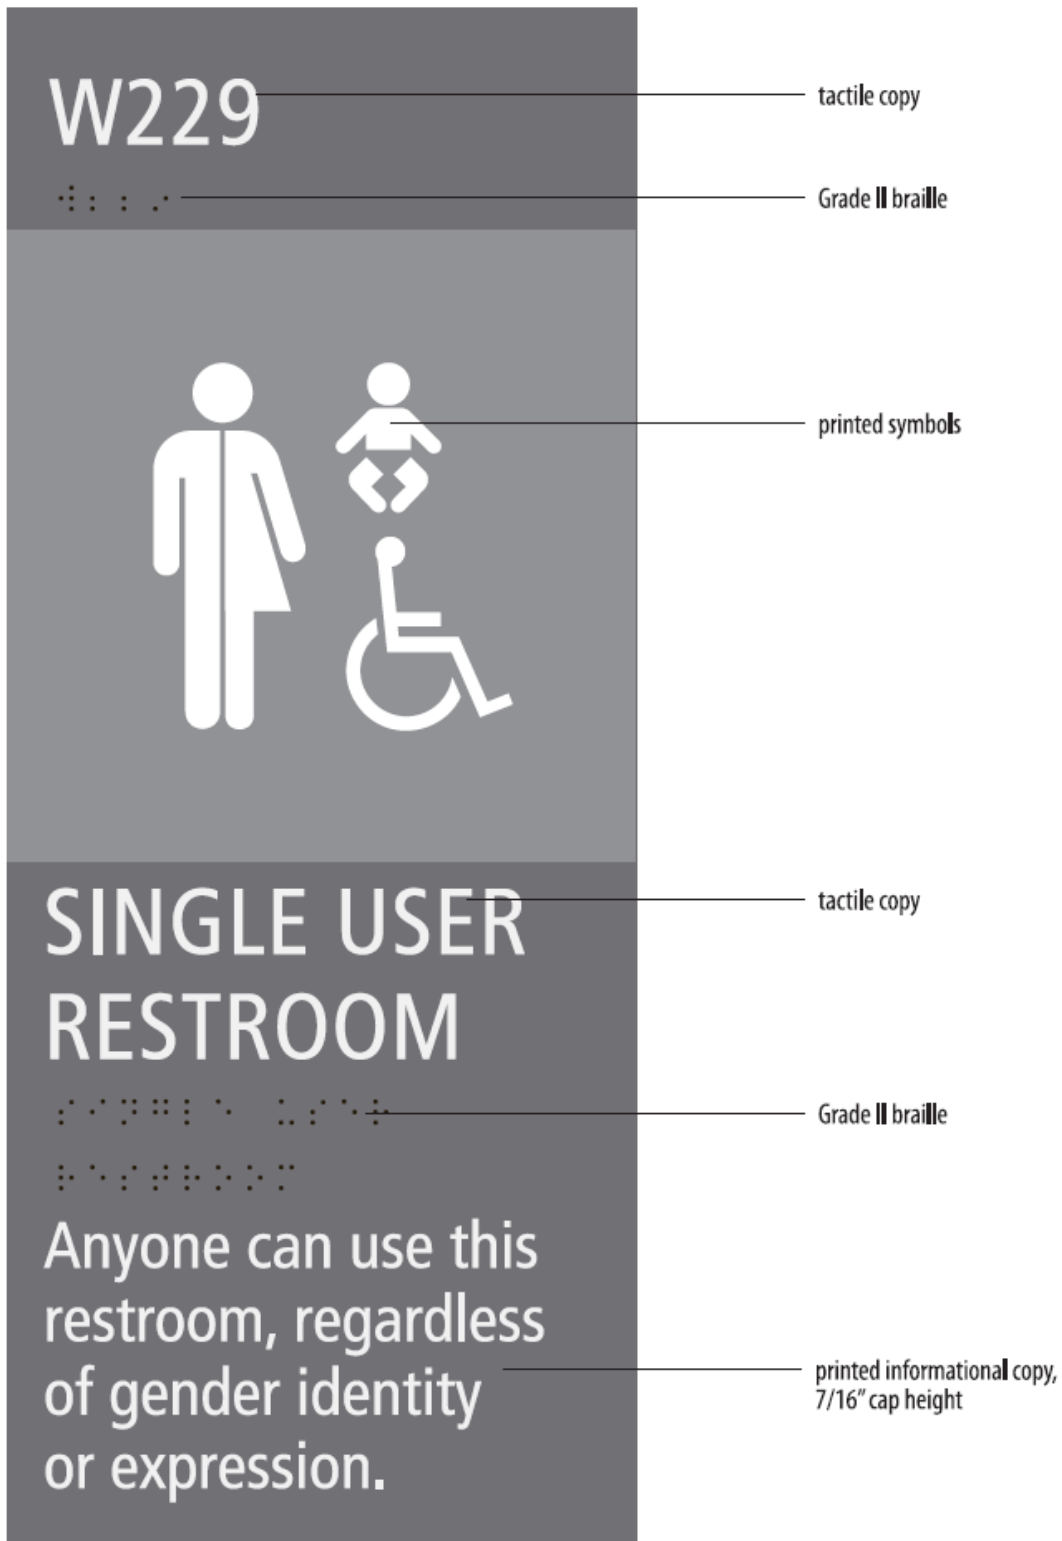 W229
tactile copy
⠺⠆⠆⠔
Grade II braille
printed symbols
SINGLE USER
tactile copy
RESTROOM
⠎⠊⠝⠛⠇⠑ ⠥⠎⠑⠗
Grade II braille
⠗⠑⠎⠞⠗⠕⠕⠍
Anyone can use this
restroom, regardless
of gender identity
or expression.
printed informational copy,
7/16" cap height